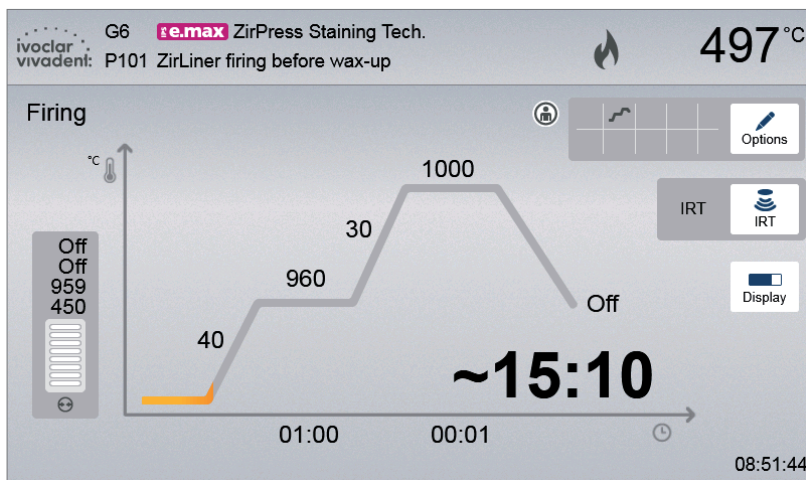 ivoclar
vivadent:
G6 IPS e.max ZirPress Staining Tech.
P101 ZirLiner firing before wax-up
497 °C
Firing
Options
°C
1000
IRT
IRT
30
Off
Off
959
450
960
Off
Display
40
~15:10
01:00
00:01
08:51:44